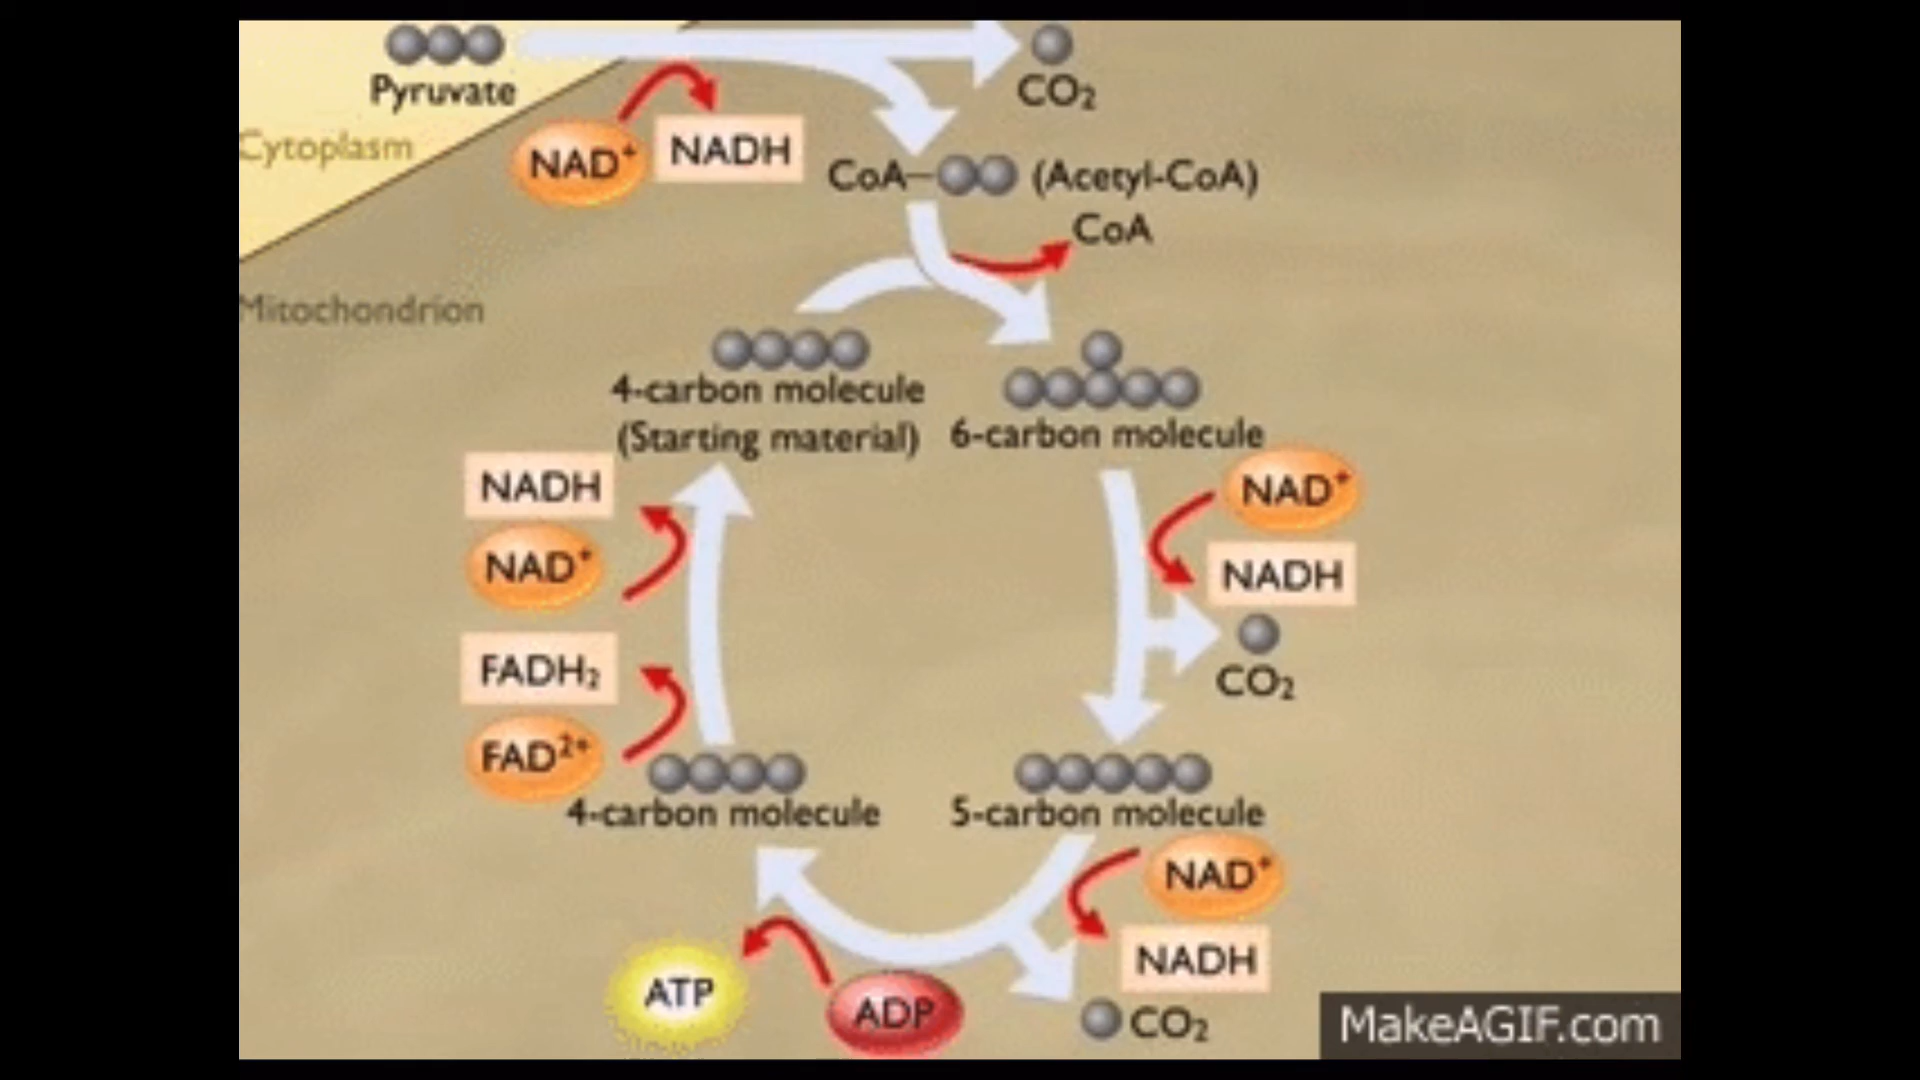 Pyruvate
CO₂
Cytoplasm
NAD⁺
NADH
CoA
(Acetyl-CoA)
CoA
Mitochondrion
4-carbon molecule
(Starting material)
6-carbon molecule
NADH
NAD⁺
NAD⁺
NADH
FADH₂
CO₂
FAD²⁺
4-carbon molecule
5-carbon molecule
NAD⁺
NADH
ATP
ADP
CO₂
MakeAGIF.com